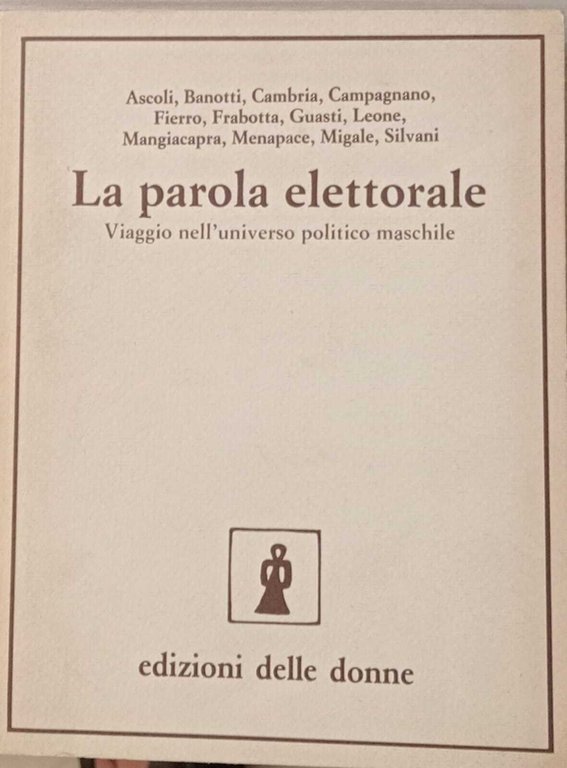 Ascoli, Banotti, Cambria, Campagnano,
Fierro, Frabotta, Guasti, Leone,
Mangiacapra, Menapace, Migale, Silvani
La parola elettorale
Viaggio nell'universo politico maschile
edizioni delle donne